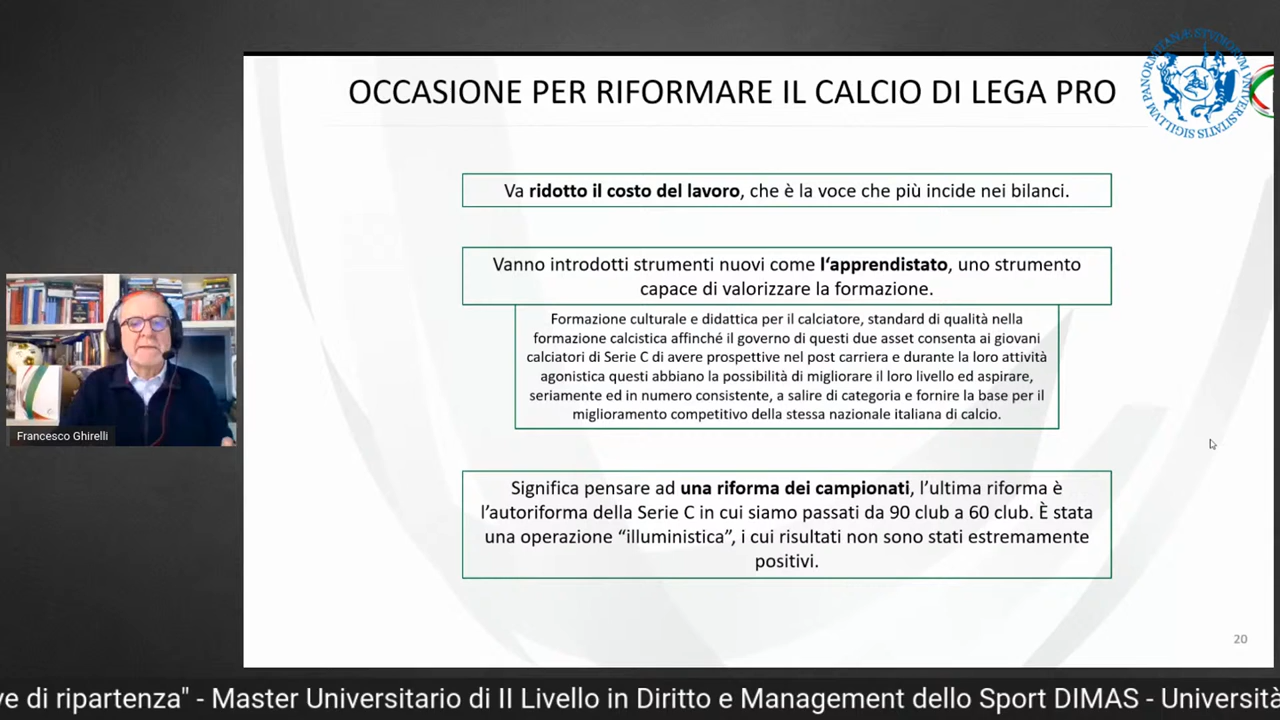 OCCASIONE PER RIFORMARE IL CALCIO DI LEGA PRO
SIGILLVM PANORMITANÆ STVDIORVM VNIVERSITATIS
Va ridotto il costo del lavoro, che è la voce che più incide nei bilanci.
Vanno introdotti strumenti nuovi come l‘apprendistato, uno strumento
capace di valorizzare la formazione.
Formazione culturale e didattica per il calciatore, standard di qualità nella
formazione calcistica affinché il governo di questi due asset consenta ai giovani
calciatori di Serie C di avere prospettive nel post carriera e durante la loro attività
agonistica questi abbiano la possibilità di migliorare il loro livello ed aspirare,
seriamente ed in numero consistente, a salire di categoria e fornire la base per il
miglioramento competitivo della stessa nazionale italiana di calcio.
Francesco Ghirelli
Significa pensare ad una riforma dei campionati, l’ultima riforma è
l’autoriforma della Serie C in cui siamo passati da 90 club a 60 club. È stata
una operazione “illuministica”, i cui risultati non sono stati estremamente
positivi.
20
ve di ripartenza" - Master Universitario di II Livello in Diritto e Management dello Sport DIMAS - Università